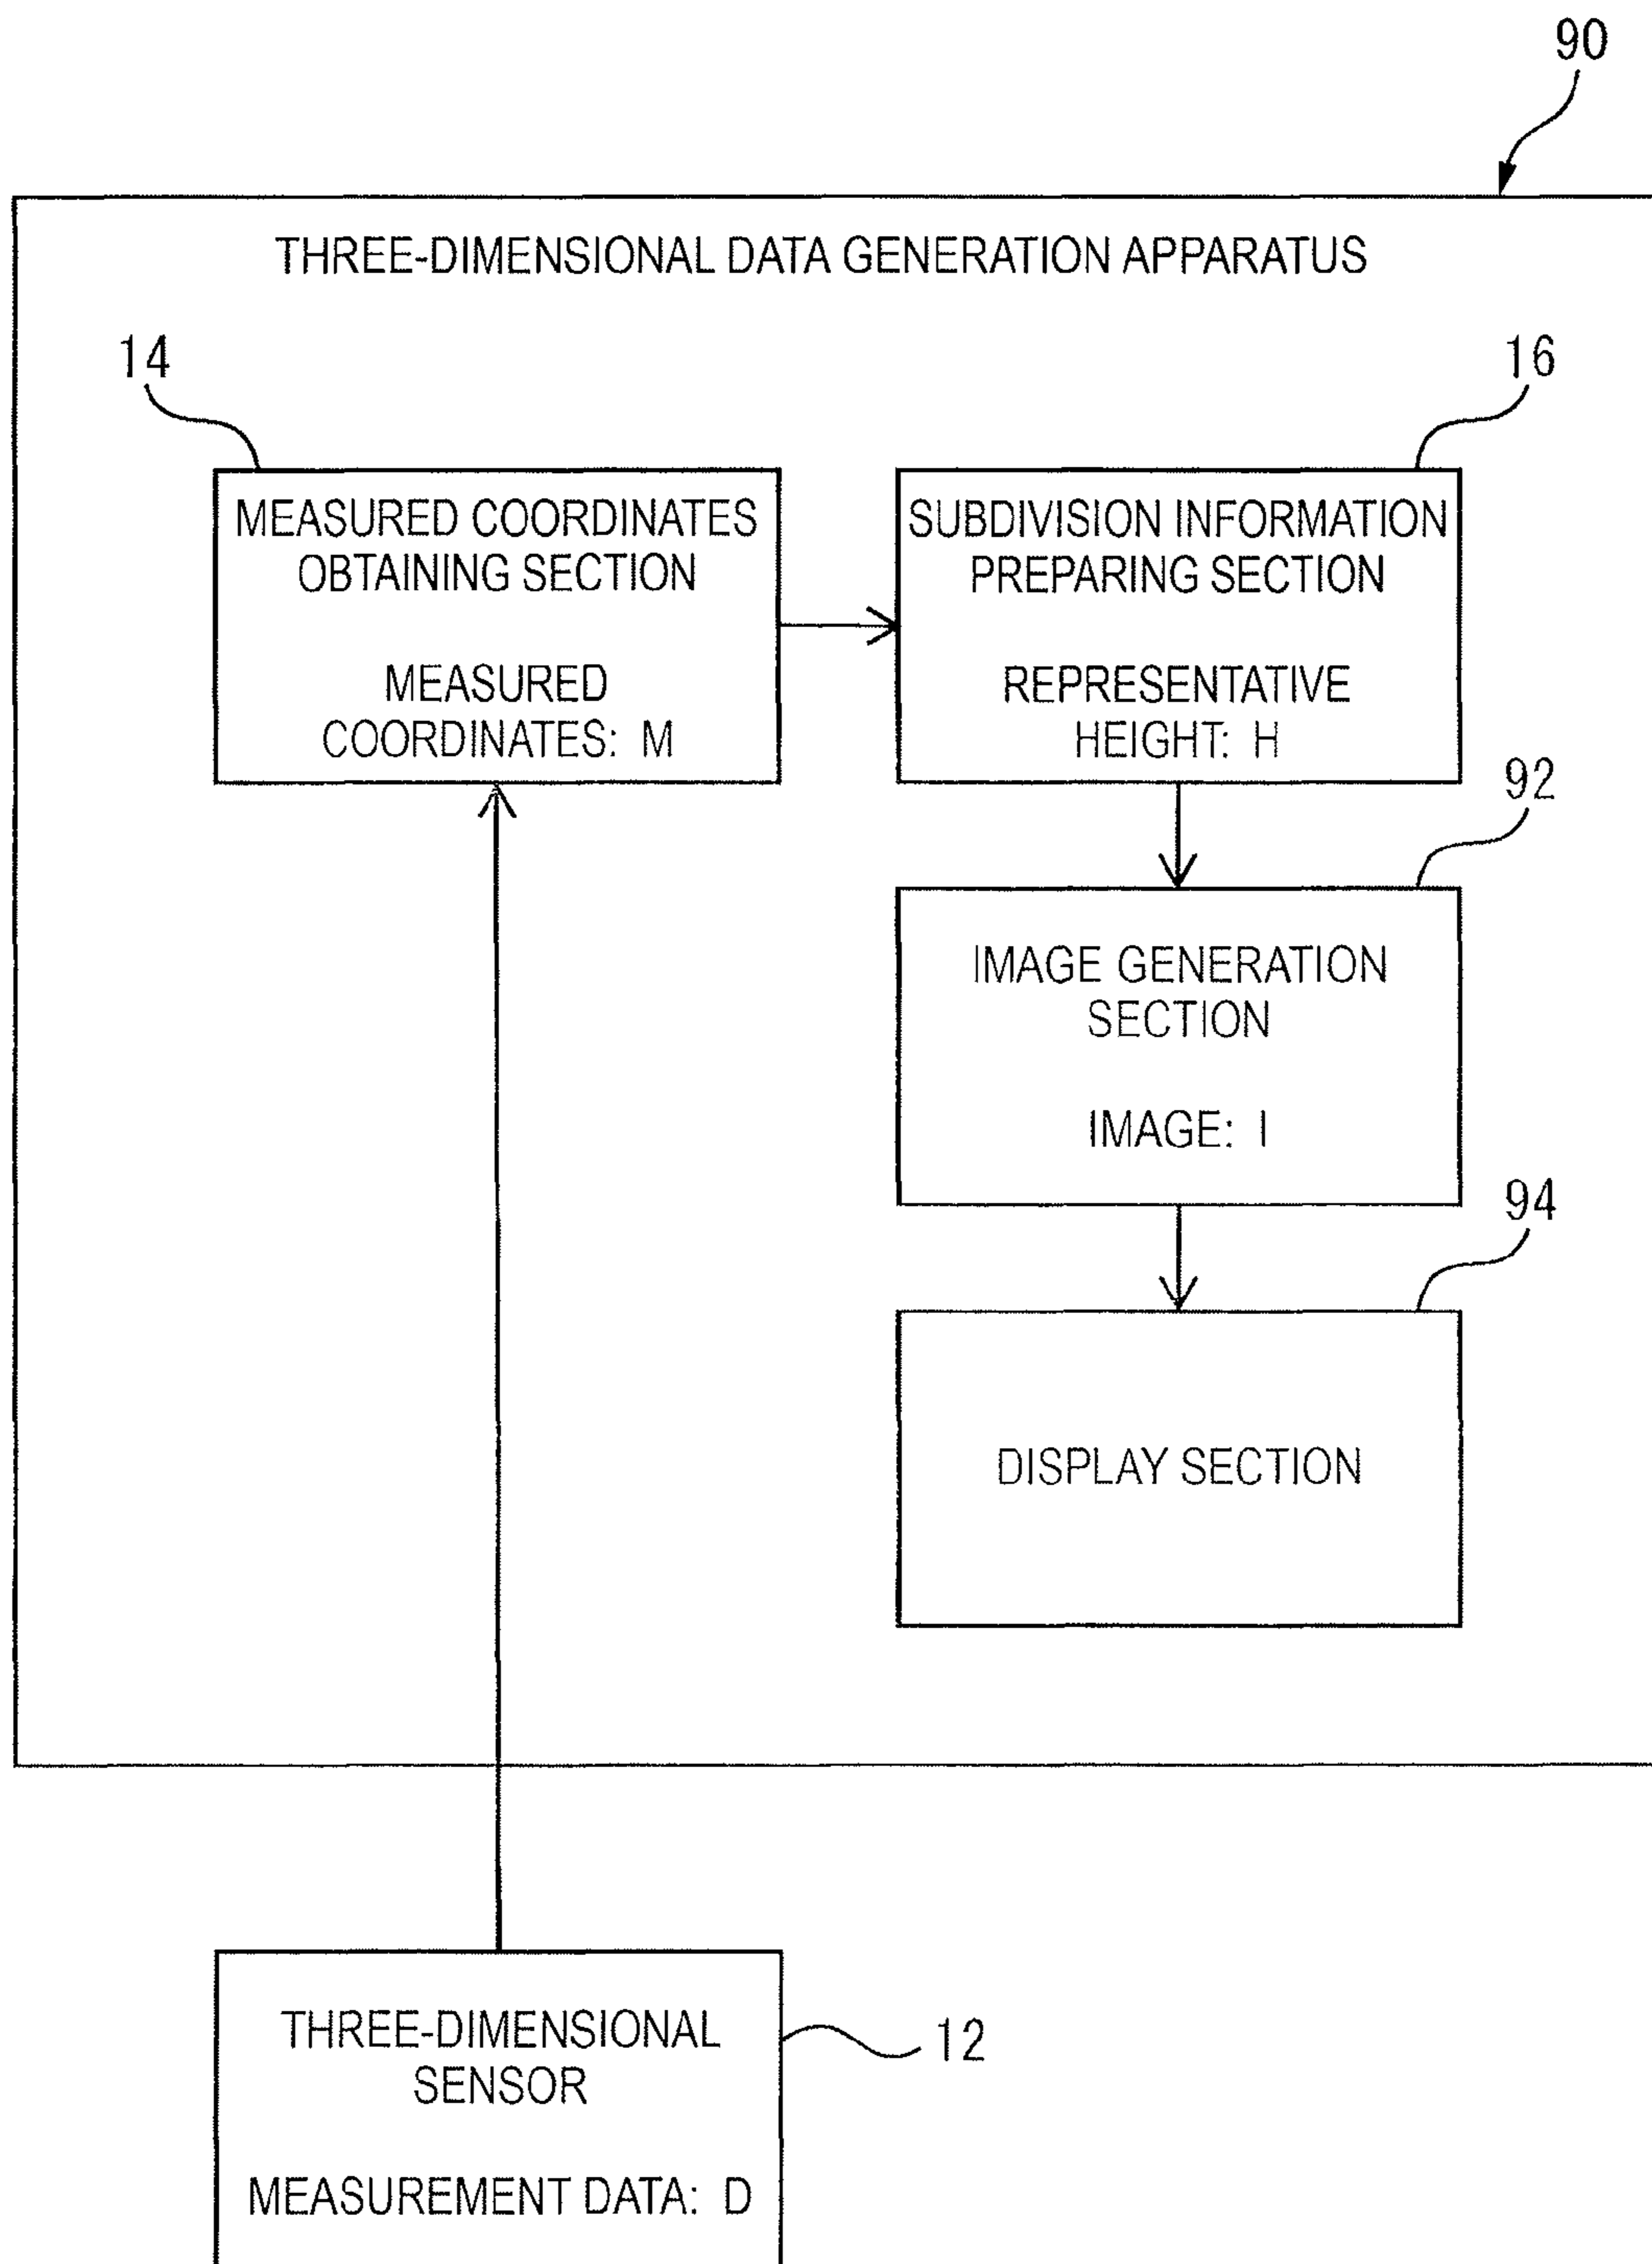 90
THREE-DIMENSIONAL DATA GENERATION APPARATUS
14
16
MEASURED COORDINATES
OBTAINING SECTION
MEASURED
COORDINATES: M
SUBDIVISION INFORMATION
PREPARING SECTION
REPRESENTATIVE
HEIGHT: H
92
IMAGE GENERATION
SECTION
IMAGE: I
94
DISPLAY SECTION
THREE-DIMENSIONAL
SENSOR
MEASUREMENT DATA: D
12